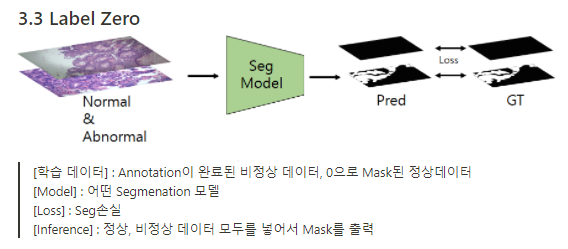 3.3 Label Zero
Seg
Model
Loss
Normal
&
Abnormal
Pred
GT
[학습 데이터] : Annotation이 완료된 비정상 데이터, 0으로 Mask된 정상데이터
[Model] : 어떤 Segmenation 모델
[Loss] : Seg손실
[Inference] : 정상, 비정상 데이터 모두를 넣어서 Mask를 출력